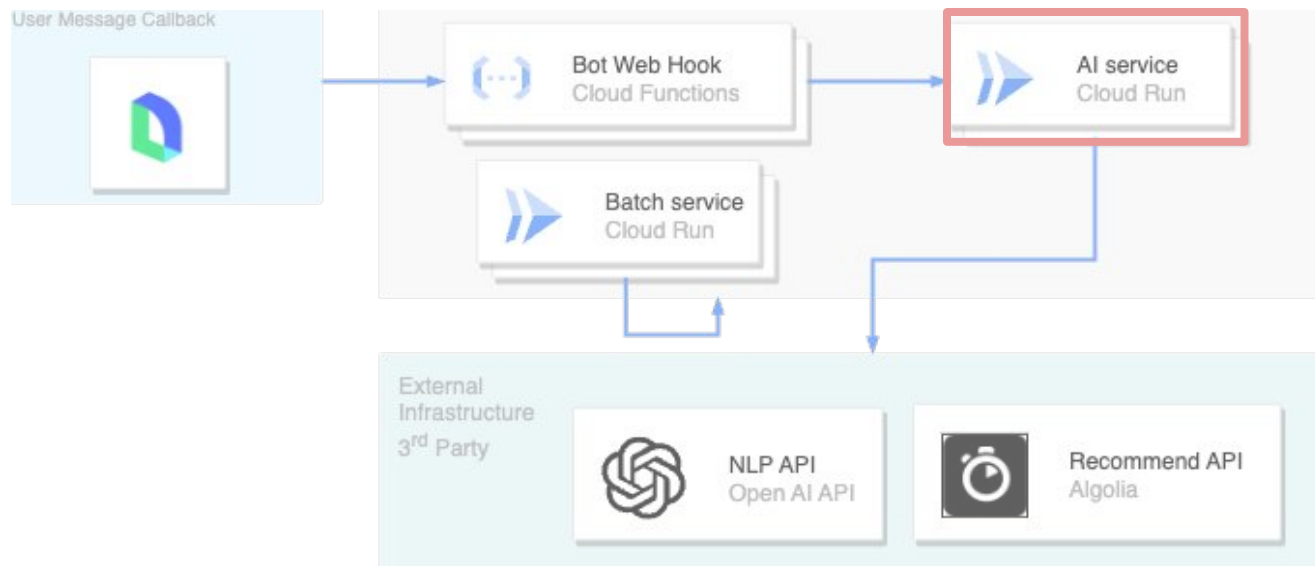 User Message Callback
Bot Web Hook
Cloud Functions
AI service
Cloud Run
Batch service
Cloud Run
External
Infrastructure
3rd Party
NLP API
Open AI API
Recommend API
Algolia